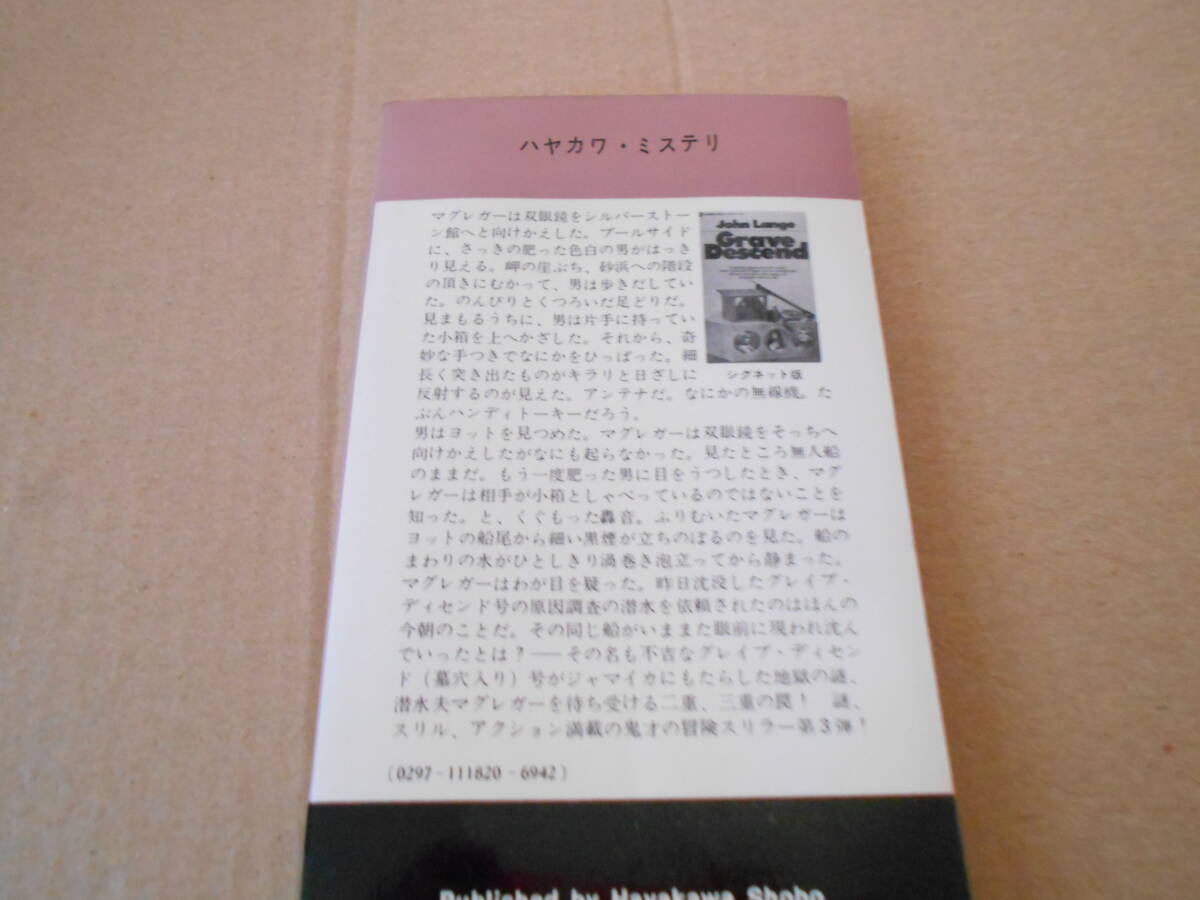 ハヤカワ・ミステリ
マグレガーは双眼鏡をシルバーストー
ン館へと向けかえした。プールサイド
に、さっきの肥った色白の男がはっき
り見える。岬の崖ぶち、砂浜への階段
の頂きにむかって、男は歩きだしてい
た。のんびりとくつろいだ足どりだ。
見まもるうちに、男は片手に持ってい
た小箱を上へかざした。それから、奇
妙な手つきでなにかをひっぱった。細
長く突き出たものがキラリと日ざしに
反射するのが見えた。アンテナだ。なにかの無線機。た
ぶんハンディトーキーだろう。
男はヨットを見つめた。マグレガーは双眼鏡をそっちへ
向けかえしたがなにも起らなかった。見たところ無人船
のままだ。もう一度肥った男に目をうつしたとき、マグ
レガーは相手が小箱としゃべっているのではないことを
知った。と、くぐもった轟音。ふりむいたマグレガーは
ヨットの船尾から細い黒煙が立ちのぼるのを見た。船の
まわりの水がひとしきり渦巻き泡立ってから静まった。
マグレガーはわが目を疑った。昨日沈没したグレイブ・
ディセンド号の原因調査の潜水を依頼されたのはほんの
今朝のことだ。その同じ船がいままた眼前に現われ沈ん
でいったとは？――その名も不吉なグレイブ・ディセン
ド（墓穴入り）号がジャマイカにもたらした地獄の謎、
潜水夫マグレガーを待ち受ける二重、三重の罠！　謎、
スリル、アクション満載の鬼才の冒険スリラー第3弾！
John Lange
Grave
Descend
シグネット版
(0297-111820-6942)
Published by Hayakawa Shobo